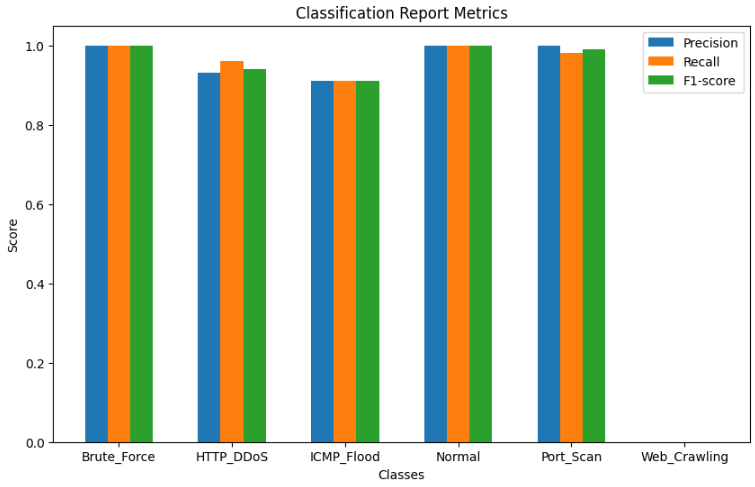 Classification Report Metrics
Precision
Recall
F1-score
Score
1.0
0.8
0.6
0.4
0.2
0.0
Brute_Force HTTP_DDoS ICMP_Flood Normal Port_Scan Web_Crawling
Classes